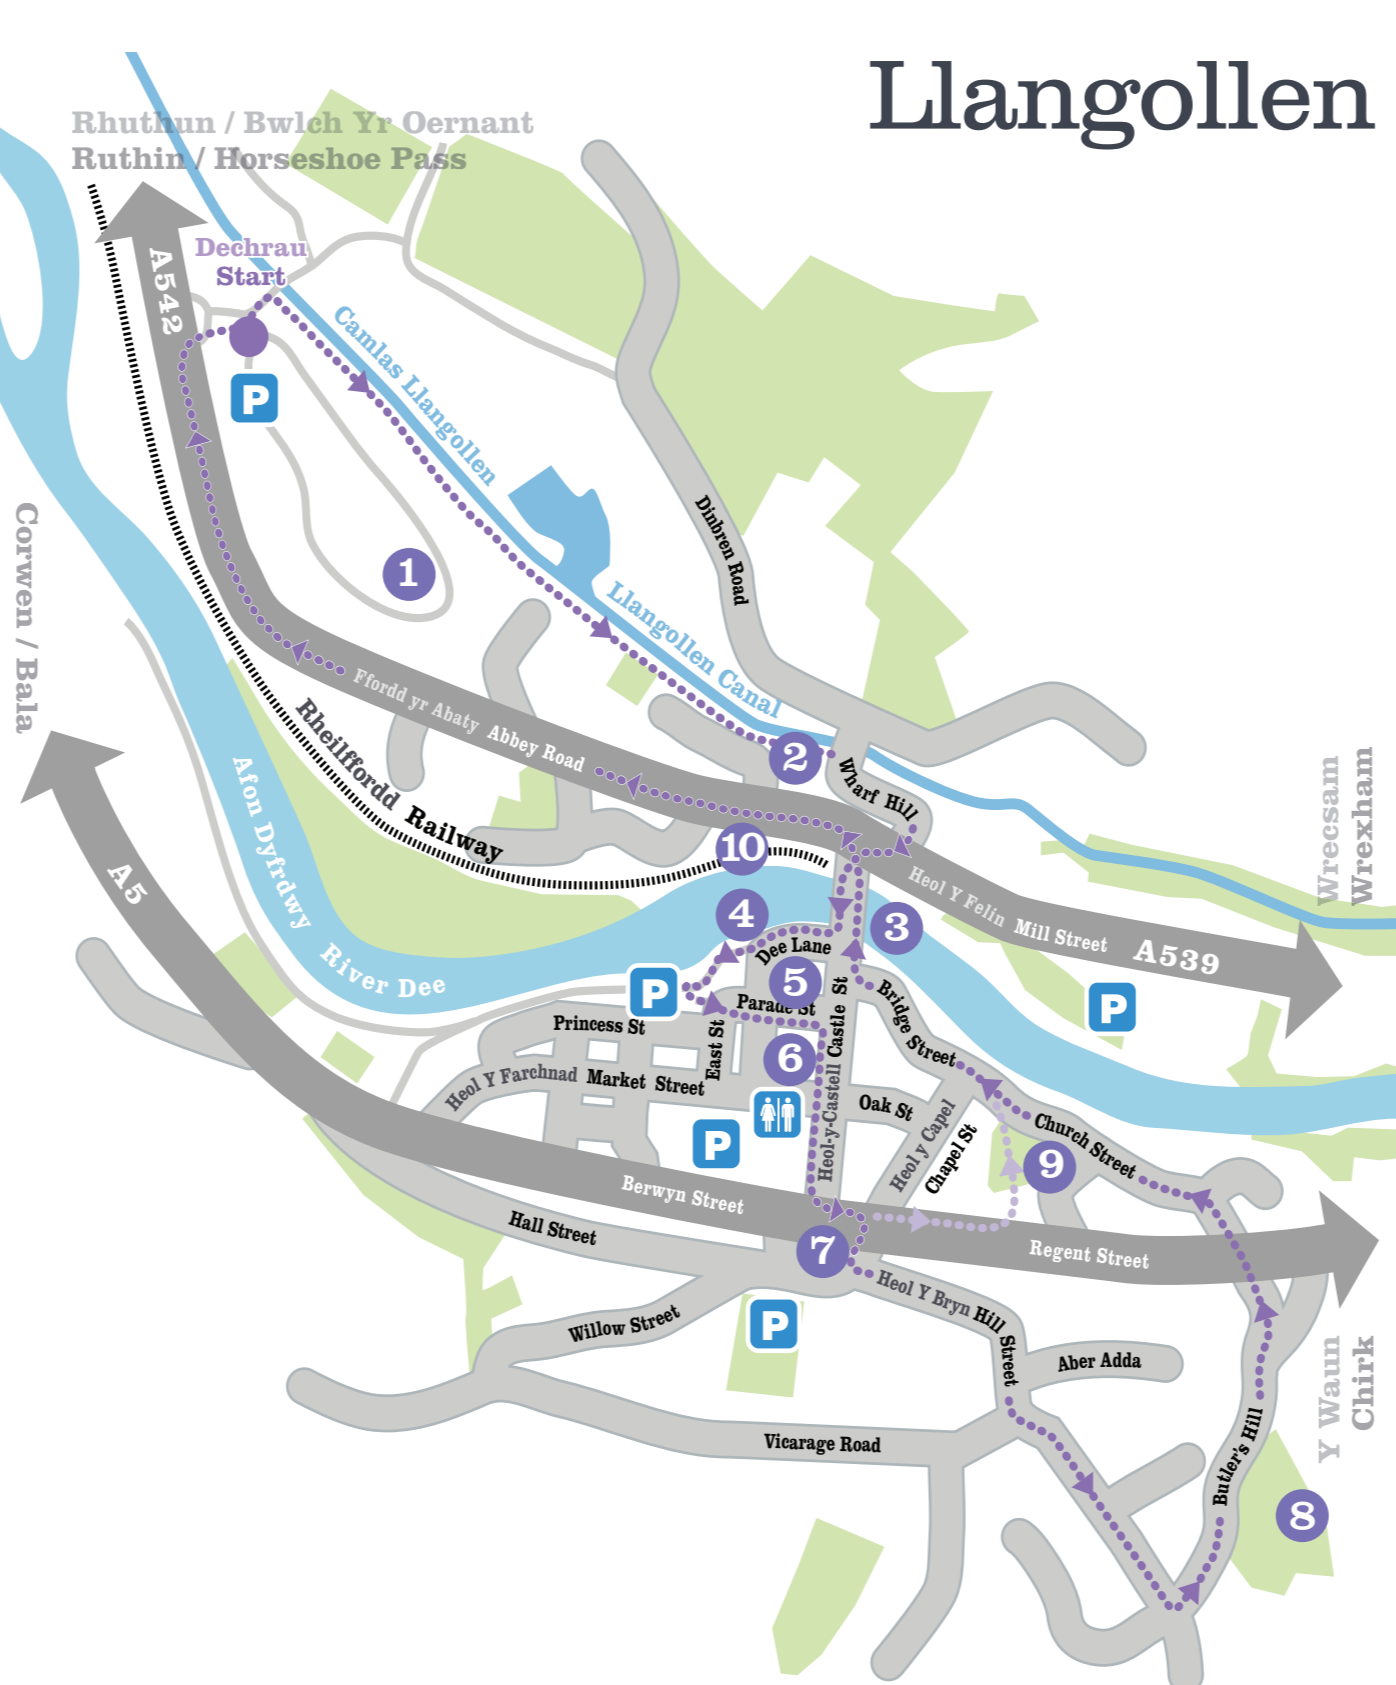 Llangollen
Rhuthun / Bwlch Yr Oernant
Ruthin / Horseshoe Pass
Dechrau
Start
A542
P
Camlas Llangollen
Llangollen Canal
1
Dinbren Road
Corwen / Bala
Ffordd yr Abaty Abbey Road
Rheilffordd Railway
2
Wharf Hill
Wrecsam
Wrexham
Afon Dyfrdwy
River Dee
A5
10
Heol Y Felin Mill Street A539
4
3
Dee Lane
5
P
P
Parade St
Princess St
East St
Heol-y-Castell Castle St
Bridge Street
6
Heol Y Farchnad Market Street
Oak St
P
Heol y Capel
Chapel St
Church Street
9
Berwyn Street
Hall Street
7
Regent Street
Heol Y Bryn Hill Street
Willow Street
P
Aber Adda
Y Waun
Chirk
Vicarage Road
Butler's Hill
8